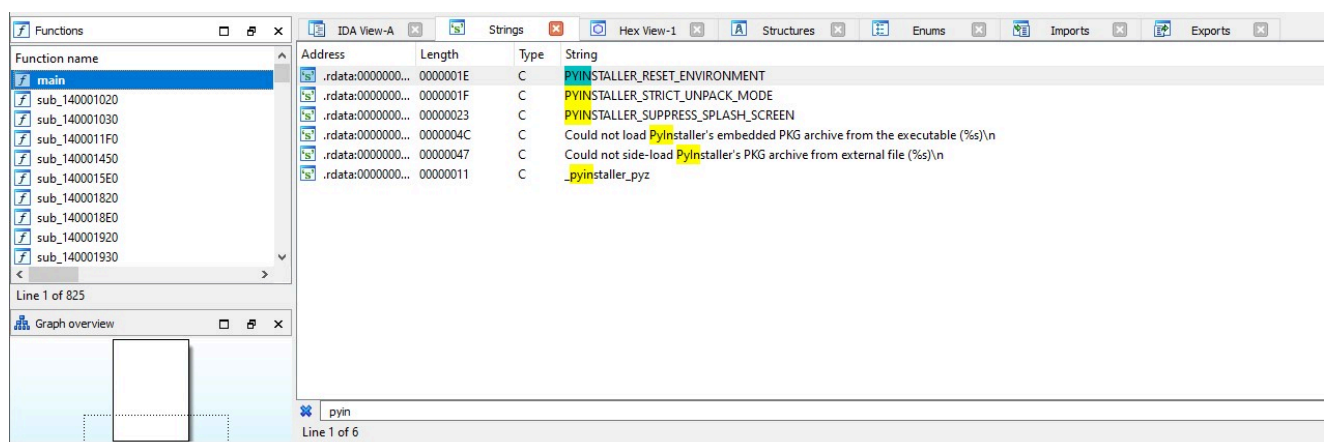 Functions
Function name
main
sub_140001020
sub_140001030
sub_1400011F0
sub_140001450
sub_1400015E0
sub_140001820
sub_1400018E0
sub_140001920
sub_140001930
Line 1 of 825
Graph overview
IDA View-A 's' Strings Hex View-1 A Structures Enums Imports Exports
Address Length Type String
's' .rdata:0000000... 0000001E C PYINSTALLER_RESET_ENVIRONMENT
's' .rdata:0000000... 0000001F C PYINSTALLER_STRICT_UNPACK_MODE
's' .rdata:0000000... 00000023 C PYINSTALLER_SUPPRESS_SPLASH_SCREEN
's' .rdata:0000000... 0000004C C Could not load PyInstaller's embedded PKG archive from the executable (%s)\n
's' .rdata:0000000... 00000047 C Could not side-load PyInstaller's PKG archive from external file (%s)\n
's' .rdata:0000000... 00000011 C _pyinstaller_pyz
pyin
Line 1 of 6